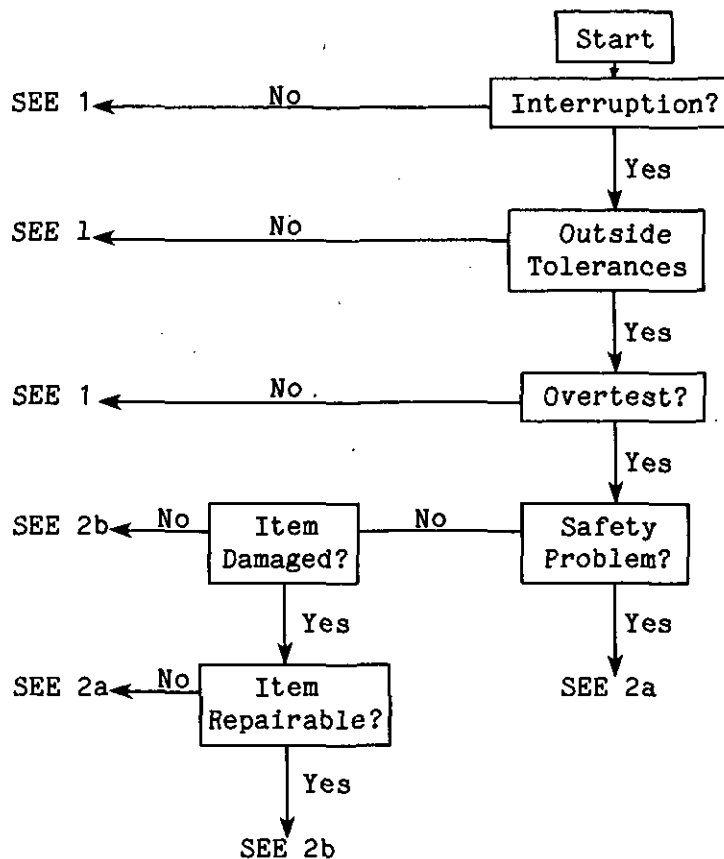 Start
Interruption?
No
SEE 1
Yes
Outside
Tolerances
No
SEE 1
Yes
Overtest?
No
SEE 1
Yes
Safety
Problem?
No
Item
Damaged?
No
SEE 2b
Yes
Yes
SEE 2a
Item
Repairable?
No
SEE 2a
Yes
SEE 2b